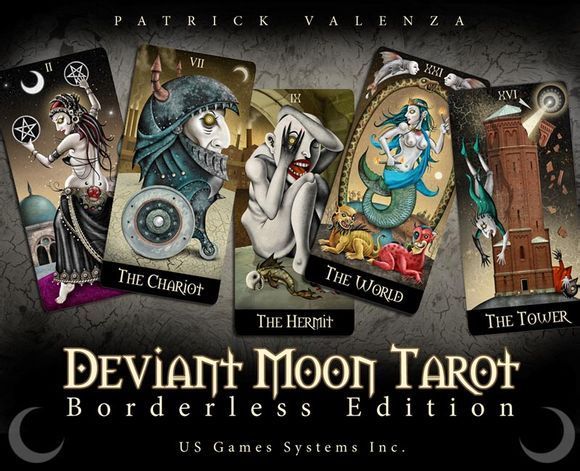 PATRICK VALENZA
II
VII
IX
XXI
XVI
THE CHARIOT
THE HERMIT
THE WORLD
THE TOWER
DEVIANT MOON TAROT
Borderless Edition
US Games Systems Inc.